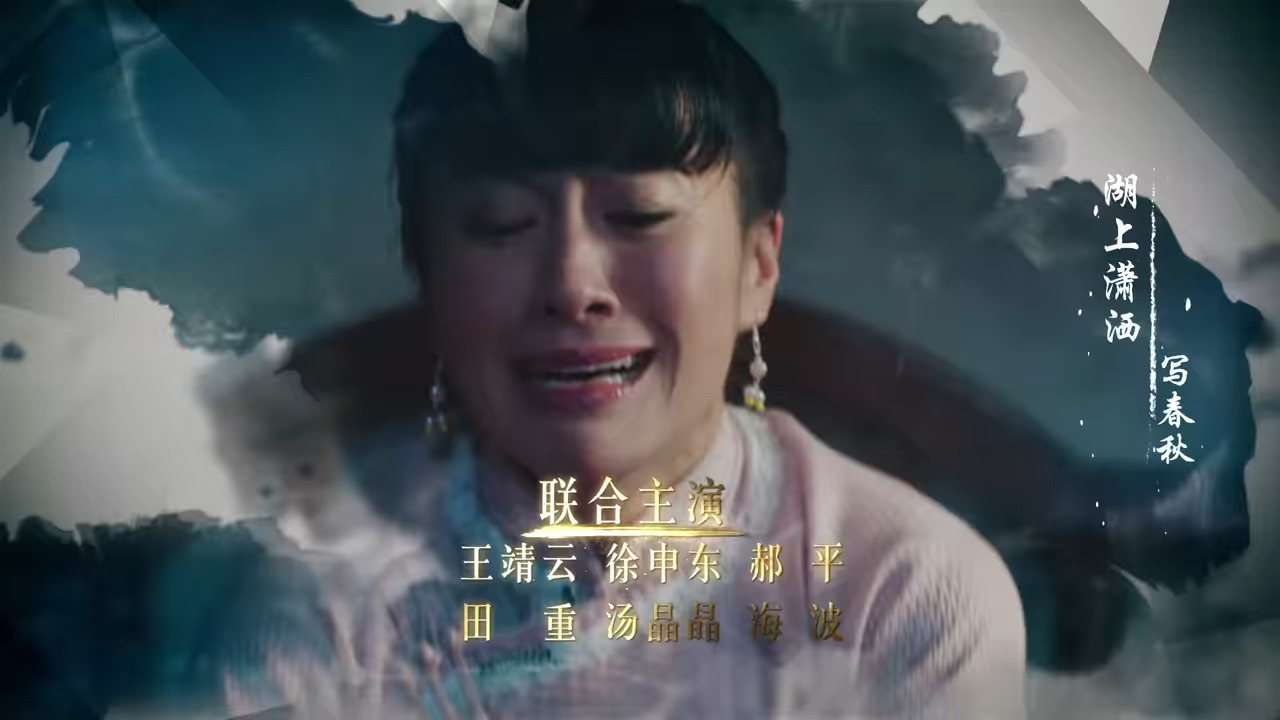 湖上潇洒
写春秋
联合主演
王靖云 徐申东 郝平
田重 汤晶晶 海波